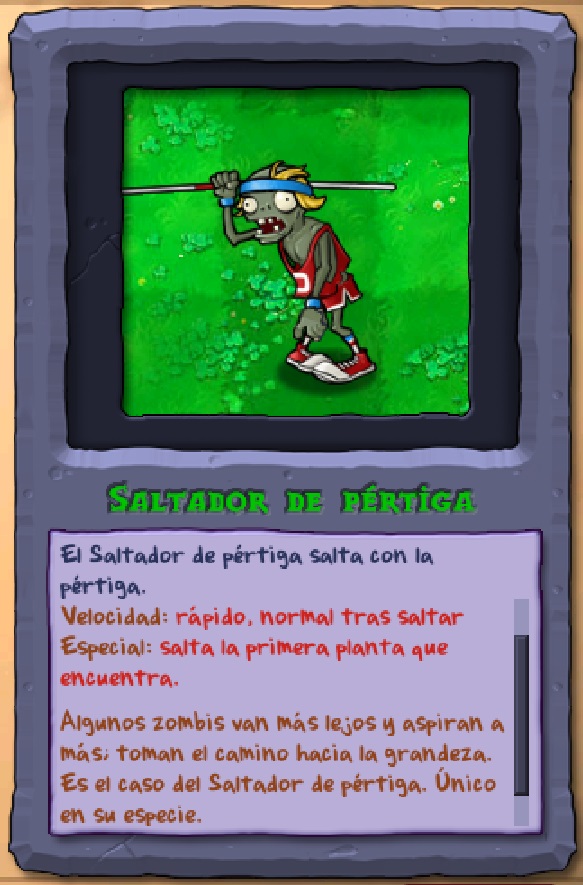 Saltador de pértiga
El Saltador de pértiga salta con la
pértiga.
Velocidad: rápido, normal tras saltar
Especial: salta la primera planta que
encuentra.
Algunos zombis van más lejos y aspiran a
más; toman el camino hacia la grandeza.
Es el caso del Saltador de pértiga. Único
en su especie.